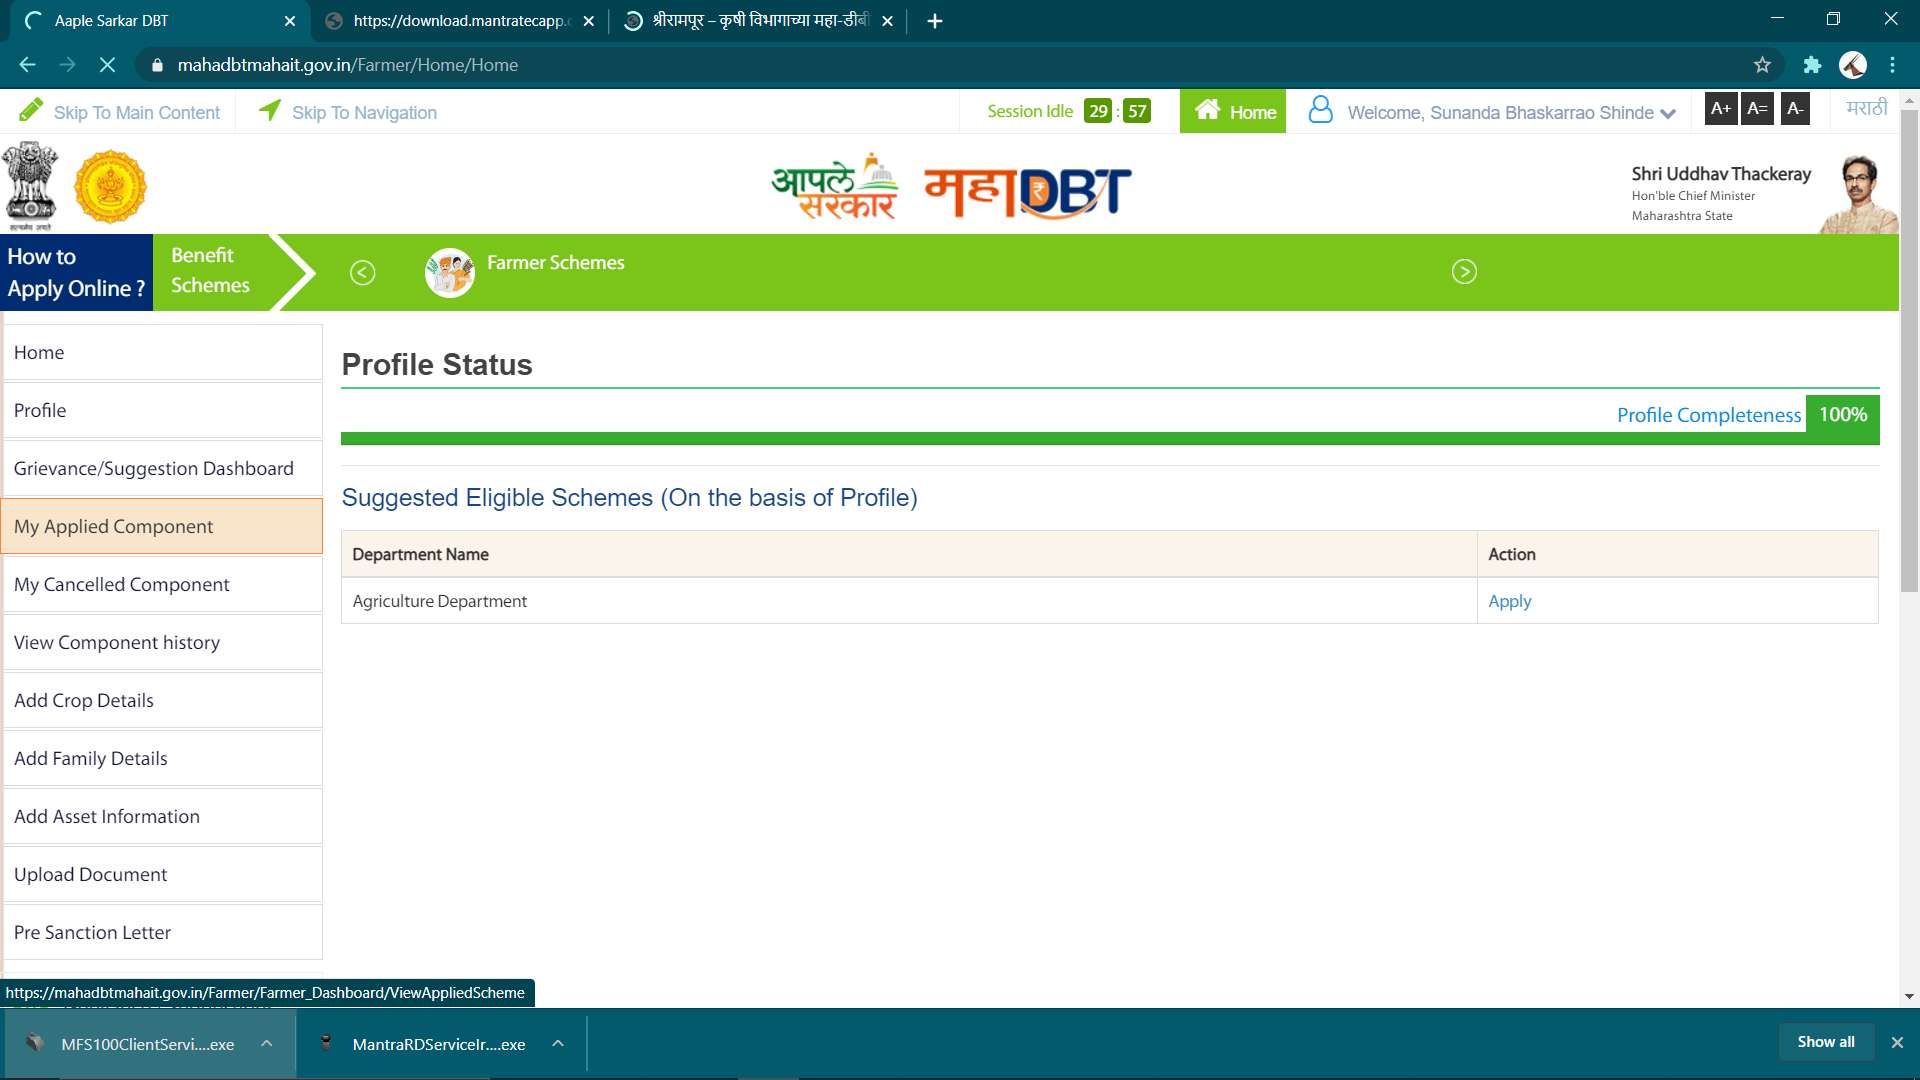 Aaple Sarkar DBT
https://download.mantratecapp.c
श्रीरामपूर – कृषी विभागाच्या महा-डीबी
mahadbtmahait.gov.in/Farmer/Home/Home
Skip To Main Content
Skip To Navigation
Session Idle 29 : 57
Home
Welcome, Sunanda Bhaskarrao Shinde
A+ A= A-
मराठी
सत्यमेव जयते
आपले
सरकार
महाDBT
Shri Uddhav Thackeray
Hon'ble Chief Minister
Maharashtra State
How to
Apply Online ?
Benefit
Schemes
Farmer Schemes
Home
Profile
Grievance/Suggestion Dashboard
My Applied Component
My Cancelled Component
View Component history
Add Crop Details
Add Family Details
Add Asset Information
Upload Document
Pre Sanction Letter
Profile Status
Profile Completeness 100%
Suggested Eligible Schemes (On the basis of Profile)
Department Name Action
Agriculture Department Apply
https://mahadbtmahait.gov.in/Farmer/Farmer_Dashboard/ViewAppliedScheme
MFS100ClientServi....exe
MantraRDServiceIr....exe
Show all